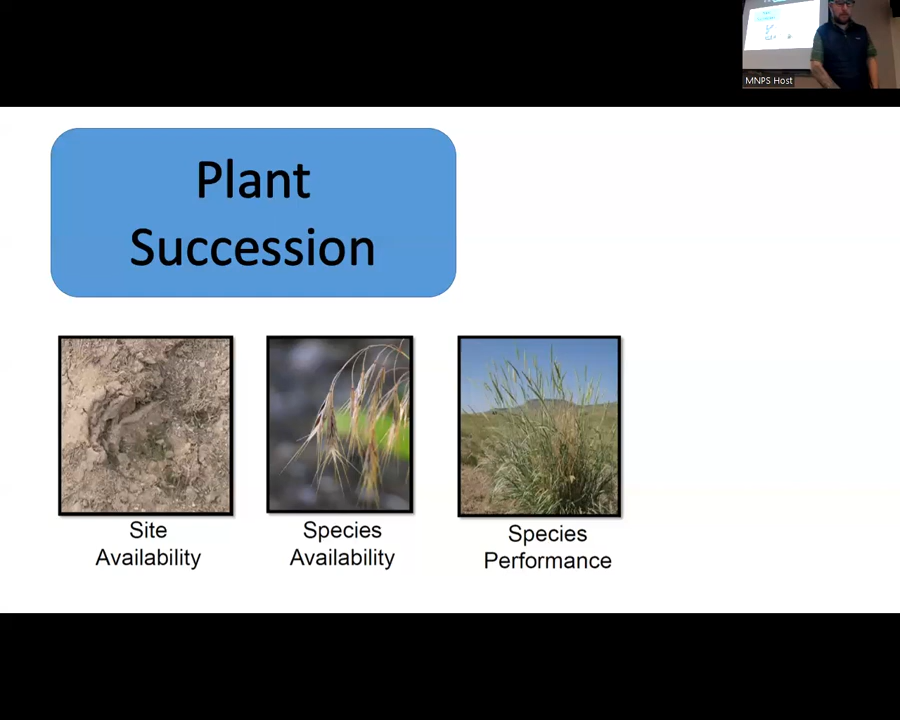 MNPS Host
Plant
Succession
Site
Availability
Species
Availability
Species
Performance